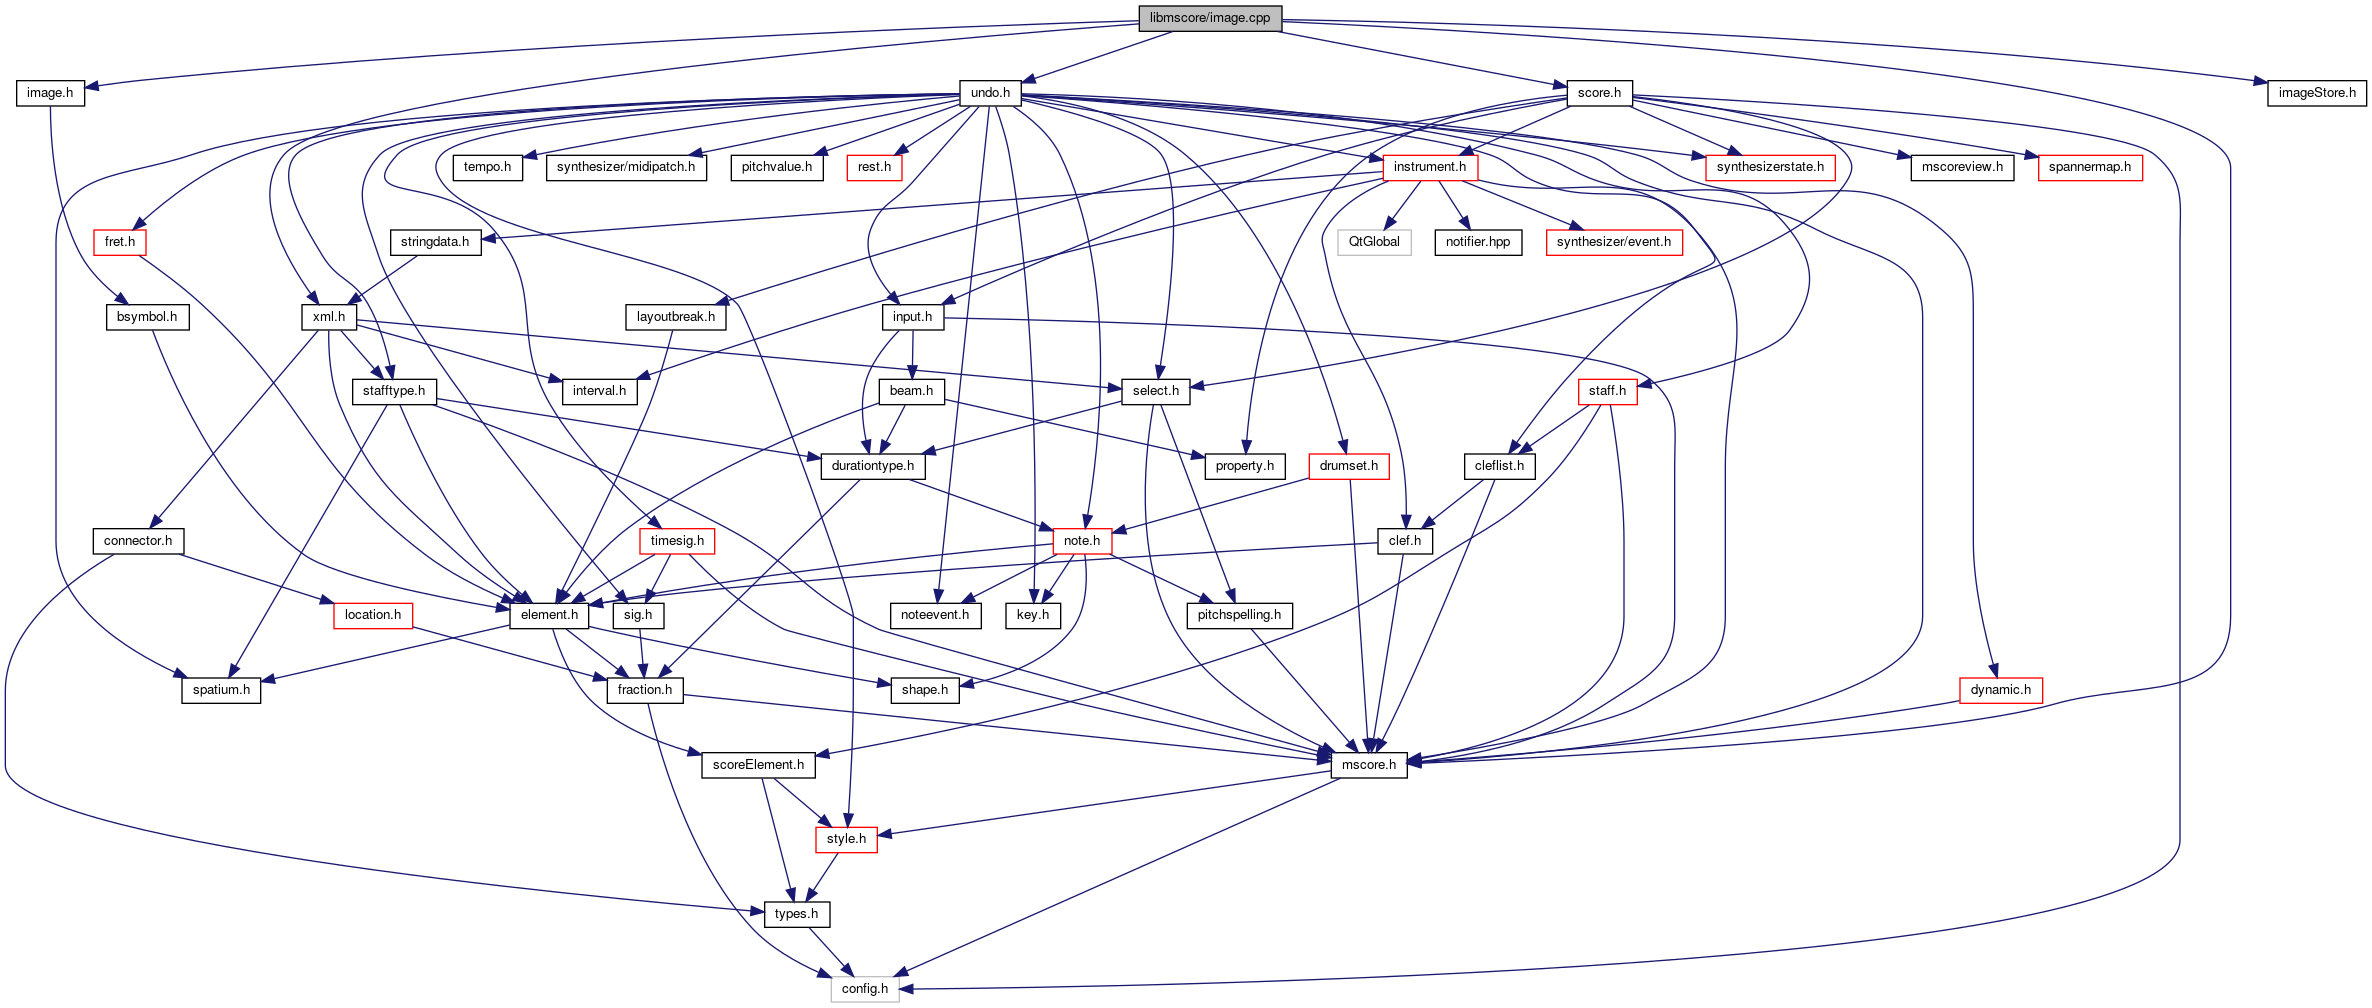 libmscore/image.cpp
image.h
undo.h
score.h
imageStore.h
tempo.h
synthesizer/midipatch.h
pitchvalue.h
rest.h
instrument.h
synthesizerstate.h
mscoreview.h
spannermap.h
fret.h
stringdata.h
QtGlobal
notifier.hpp
synthesizer/event.h
bsymbol.h
xml.h
layoutbreak.h
input.h
stafftype.h
interval.h
beam.h
select.h
staff.h
durationtype.h
property.h
drumset.h
cleflist.h
connector.h
timesig.h
note.h
clef.h
location.h
element.h
sig.h
noteevent.h
key.h
pitchspelling.h
spatium.h
fraction.h
shape.h
dynamic.h
scoreElement.h
mscore.h
style.h
types.h
config.h